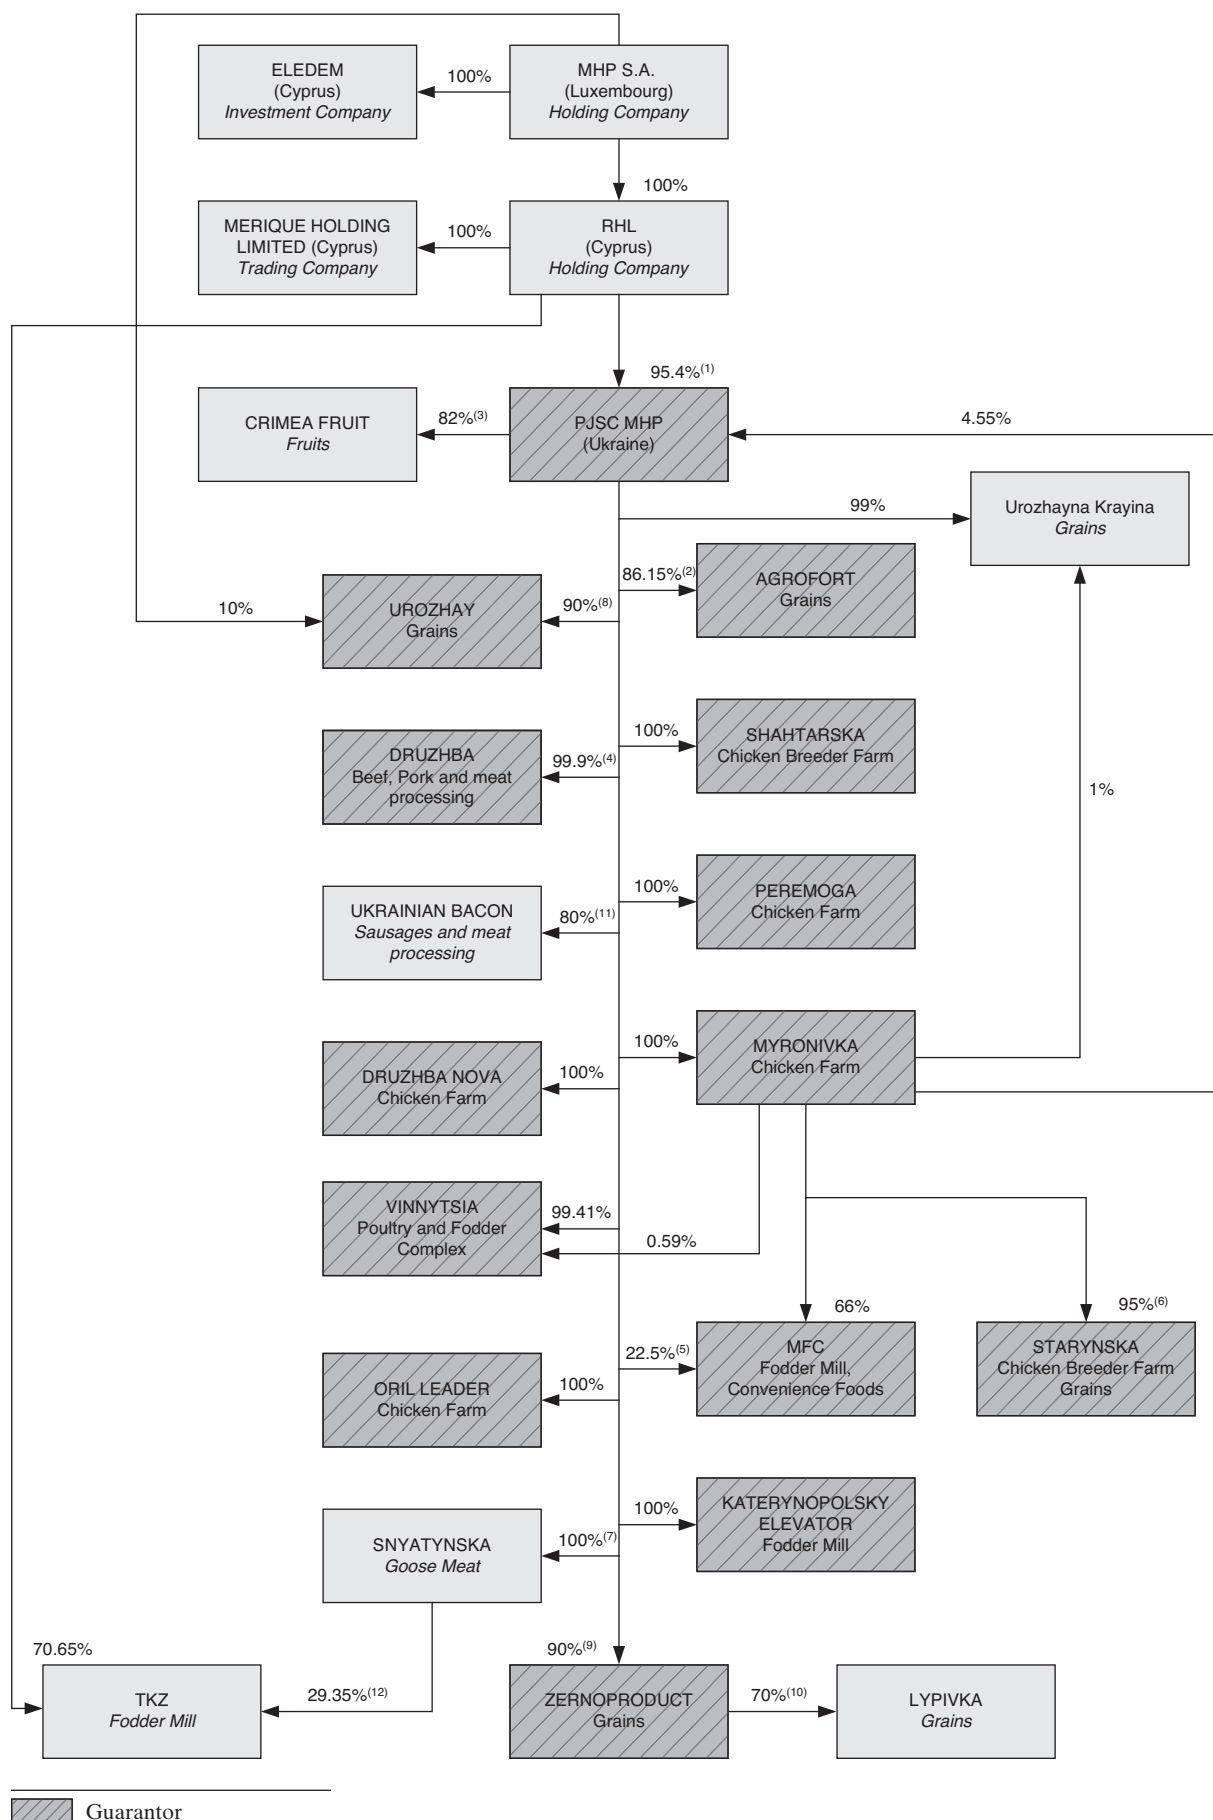 ELEDEM
(Cyprus)
Investment Company
100%
MHP S.A.
(Luxembourg)
Holding Company
100%
MERIQUE HOLDING
LIMITED (Cyprus)
Trading Company
100%
RHL
(Cyprus)
Holding Company
95.4%(1)
CRIMEA FRUIT
Fruits
82%(3)
PJSC MHP
(Ukraine)
4.55%
99%
Urozhayna Krayina
Grains
86.15%(2)
AGROFORT
Grains
10%
UROZHAY
Grains
90%(8)
100%
SHAHTARSKA
Chicken Breeder Farm
DRUZHBA
Beef, Pork and meat
processing
99.9%(4)
1%
100%
PEREMOGA
Chicken Farm
UKRAINIAN BACON
Sausages and meat
processing
80%(11)
100%
MYRONIVKA
Chicken Farm
DRUZHBA NOVA
Chicken Farm
100%
VINNYTSIA
Poultry and Fodder
Complex
99.41%
0.59%
66%
95%(6)
22.5%(5)
MFC
Fodder Mill,
Convenience Foods
STARYNSKA
Chicken Breeder Farm
Grains
ORIL LEADER
Chicken Farm
100%
100%
KATERYNOPOLSKY
ELEVATOR
Fodder Mill
SNYATYNSKA
Goose Meat
100%(7)
70.65%
90%(9)
TKZ
Fodder Mill
29.35%(12)
ZERNOPRODUCT
Grains
70%(10)
LYPIVKA
Grains
Guarantor